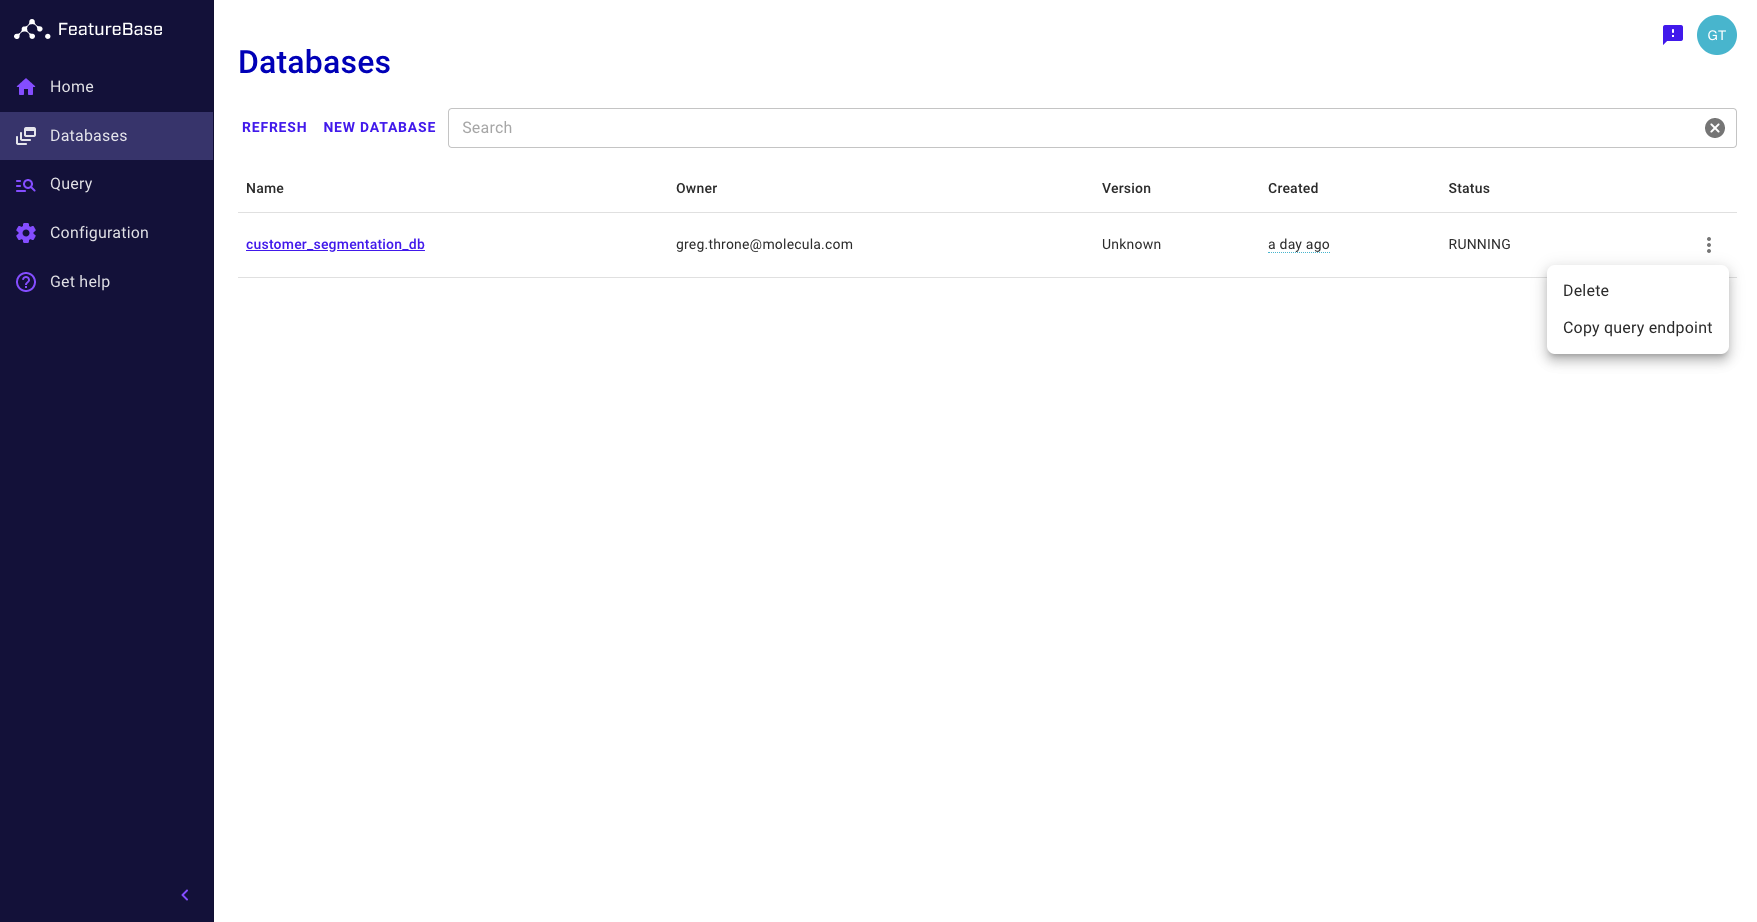 FeatureBase
Home
Databases
Query
Configuration
Get help
GT
Databases
REFRESH NEW DATABASE Search
Name Owner Version Created Status
customer_segmentation_db greg.throne@molecula.com Unknown a day ago RUNNING
Delete
Copy query endpoint